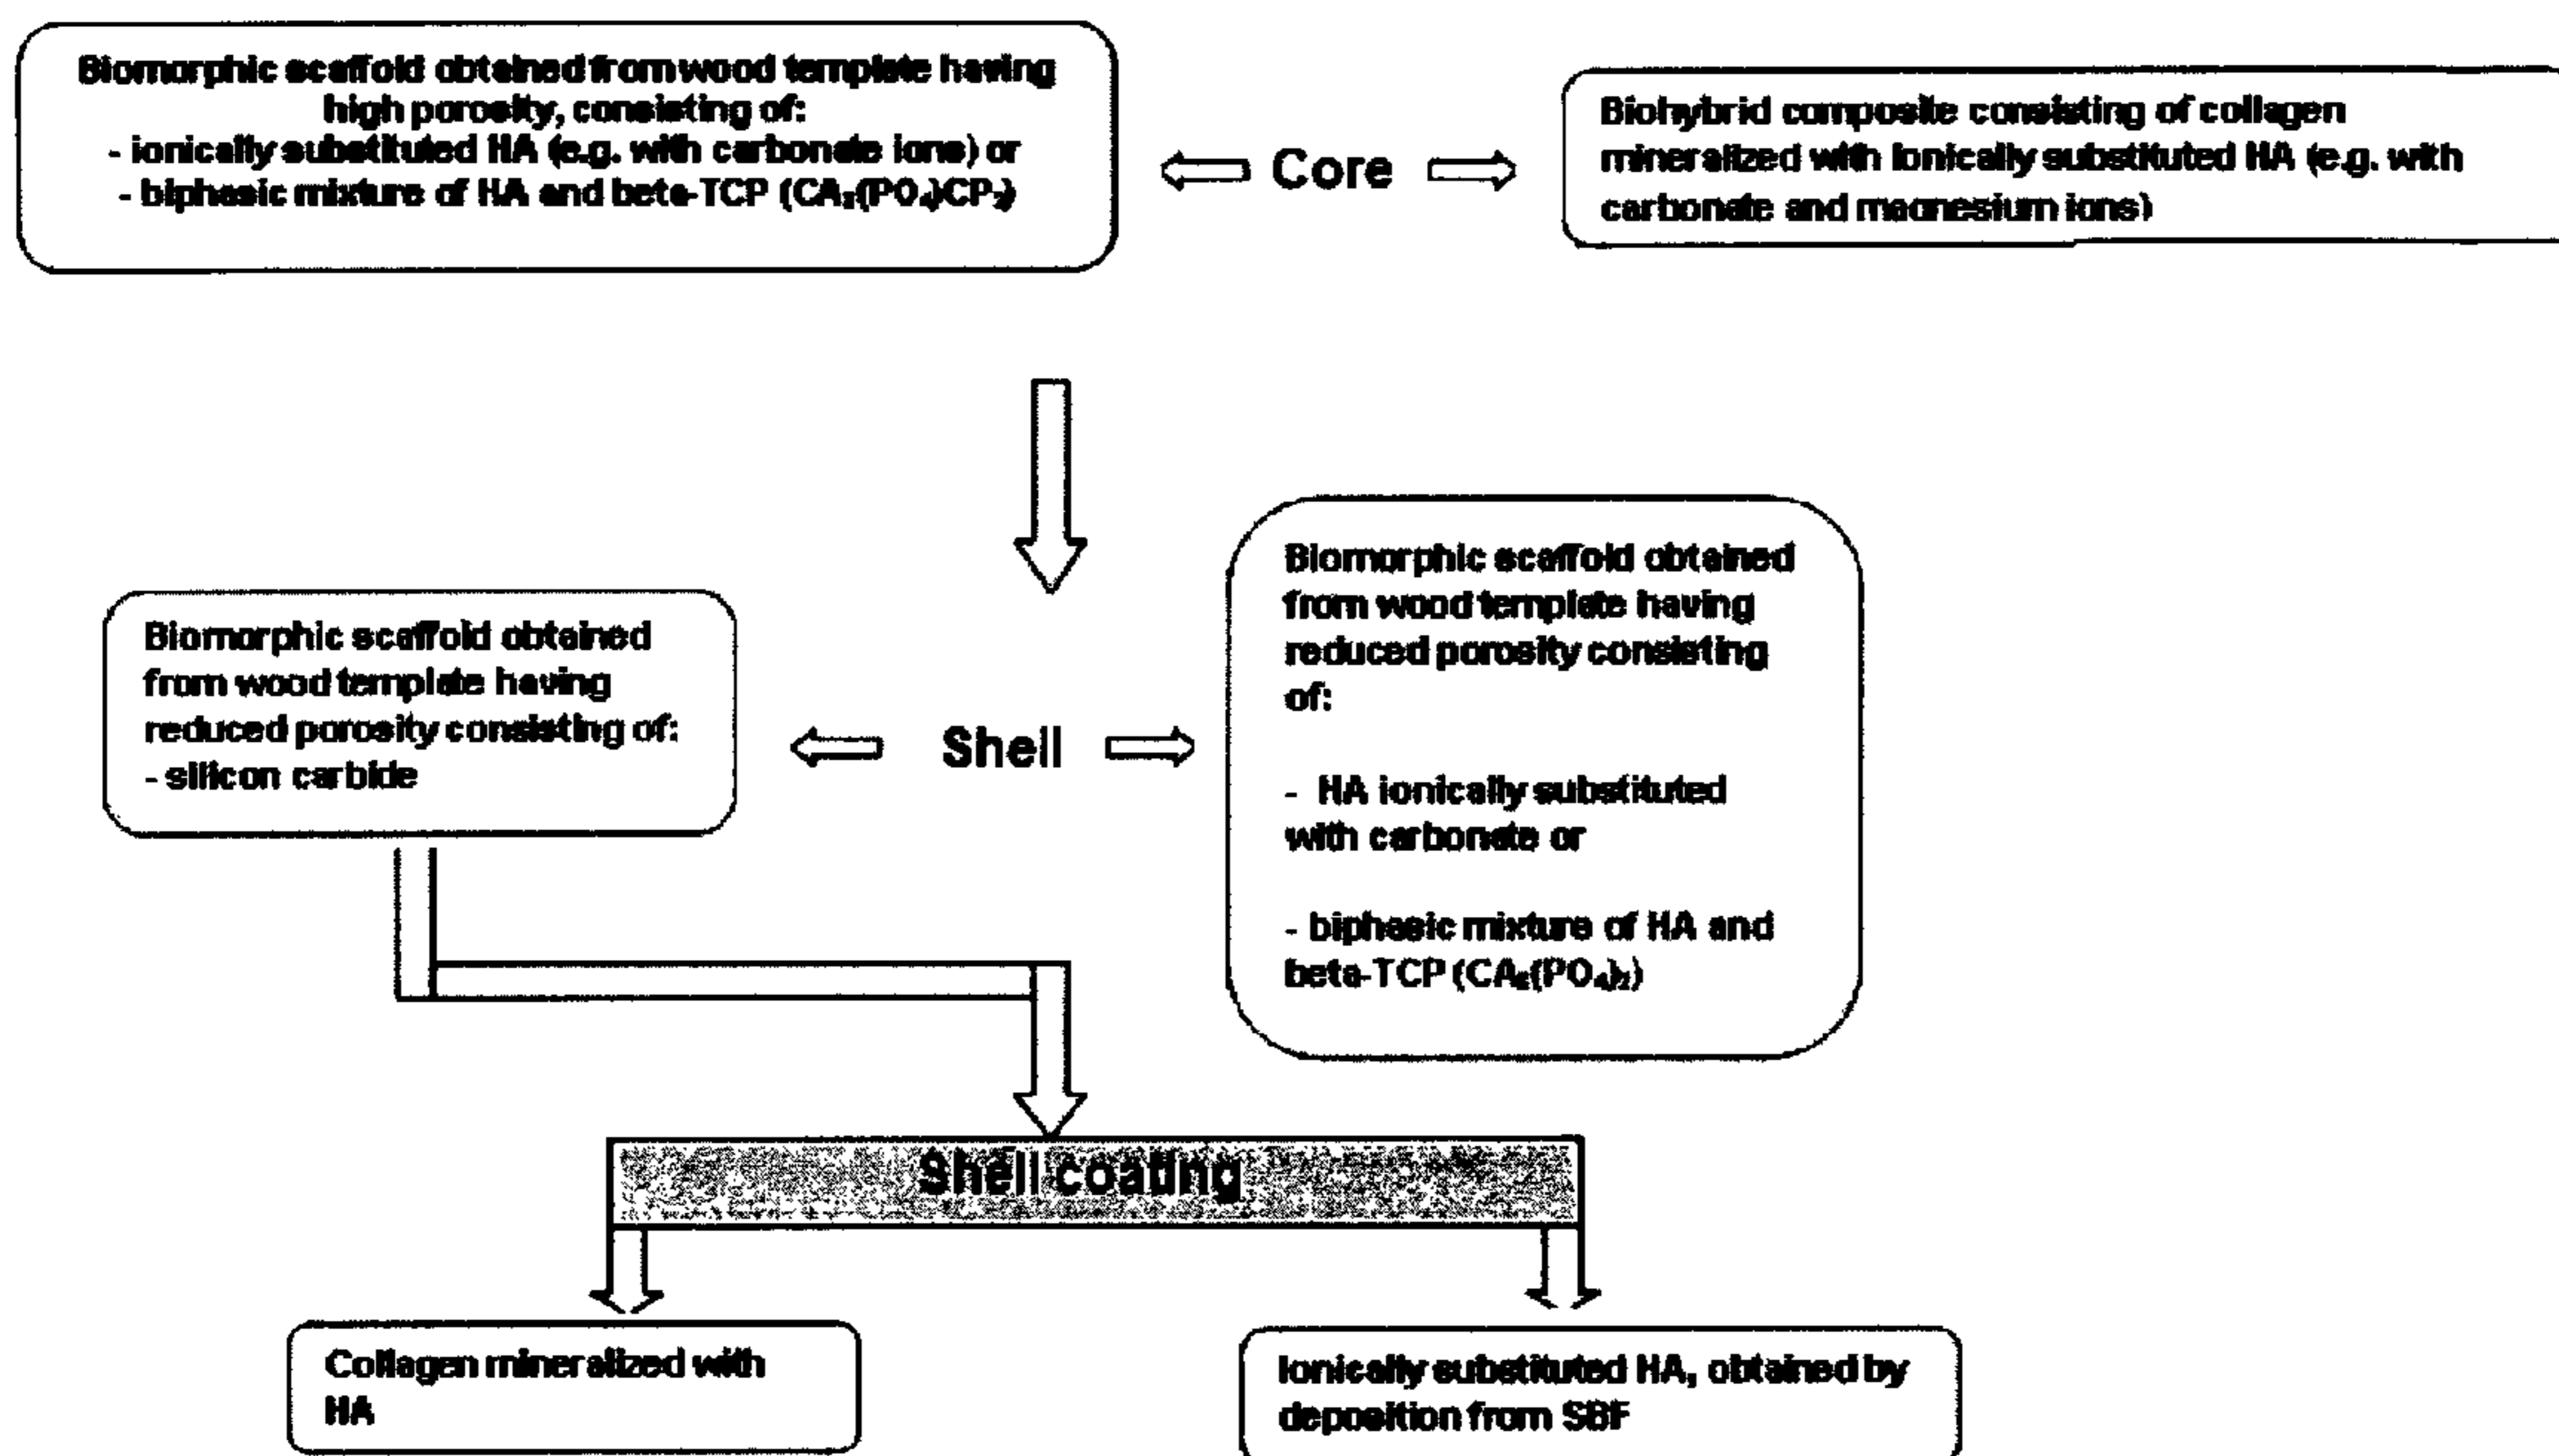 Biomorphic scaffold obtained from wood template having
high porosity, consisting of:
- ionically substituted HA (e.g. with carbonate ions) or
- biphasic mixture of HA and beta-TCP (CA₃(PO₄)CP₂)
Core
Biohybrid composite consisting of collagen
mineralized with ionically substituted HA (e.g. with
carbonate and magnesium ions)
Biomorphic scaffold obtained
from wood template having
reduced porosity consisting of:
- silicon carbide
Shell
Biomorphic scaffold obtained
from wood template having
reduced porosity consisting
of:
- HA ionically substituted
with carbonate or
- biphasic mixture of HA and
beta-TCP
Shell coating
Collagen mineralized with
HA
Ionically substituted HA, obtained by
deposition from SBF